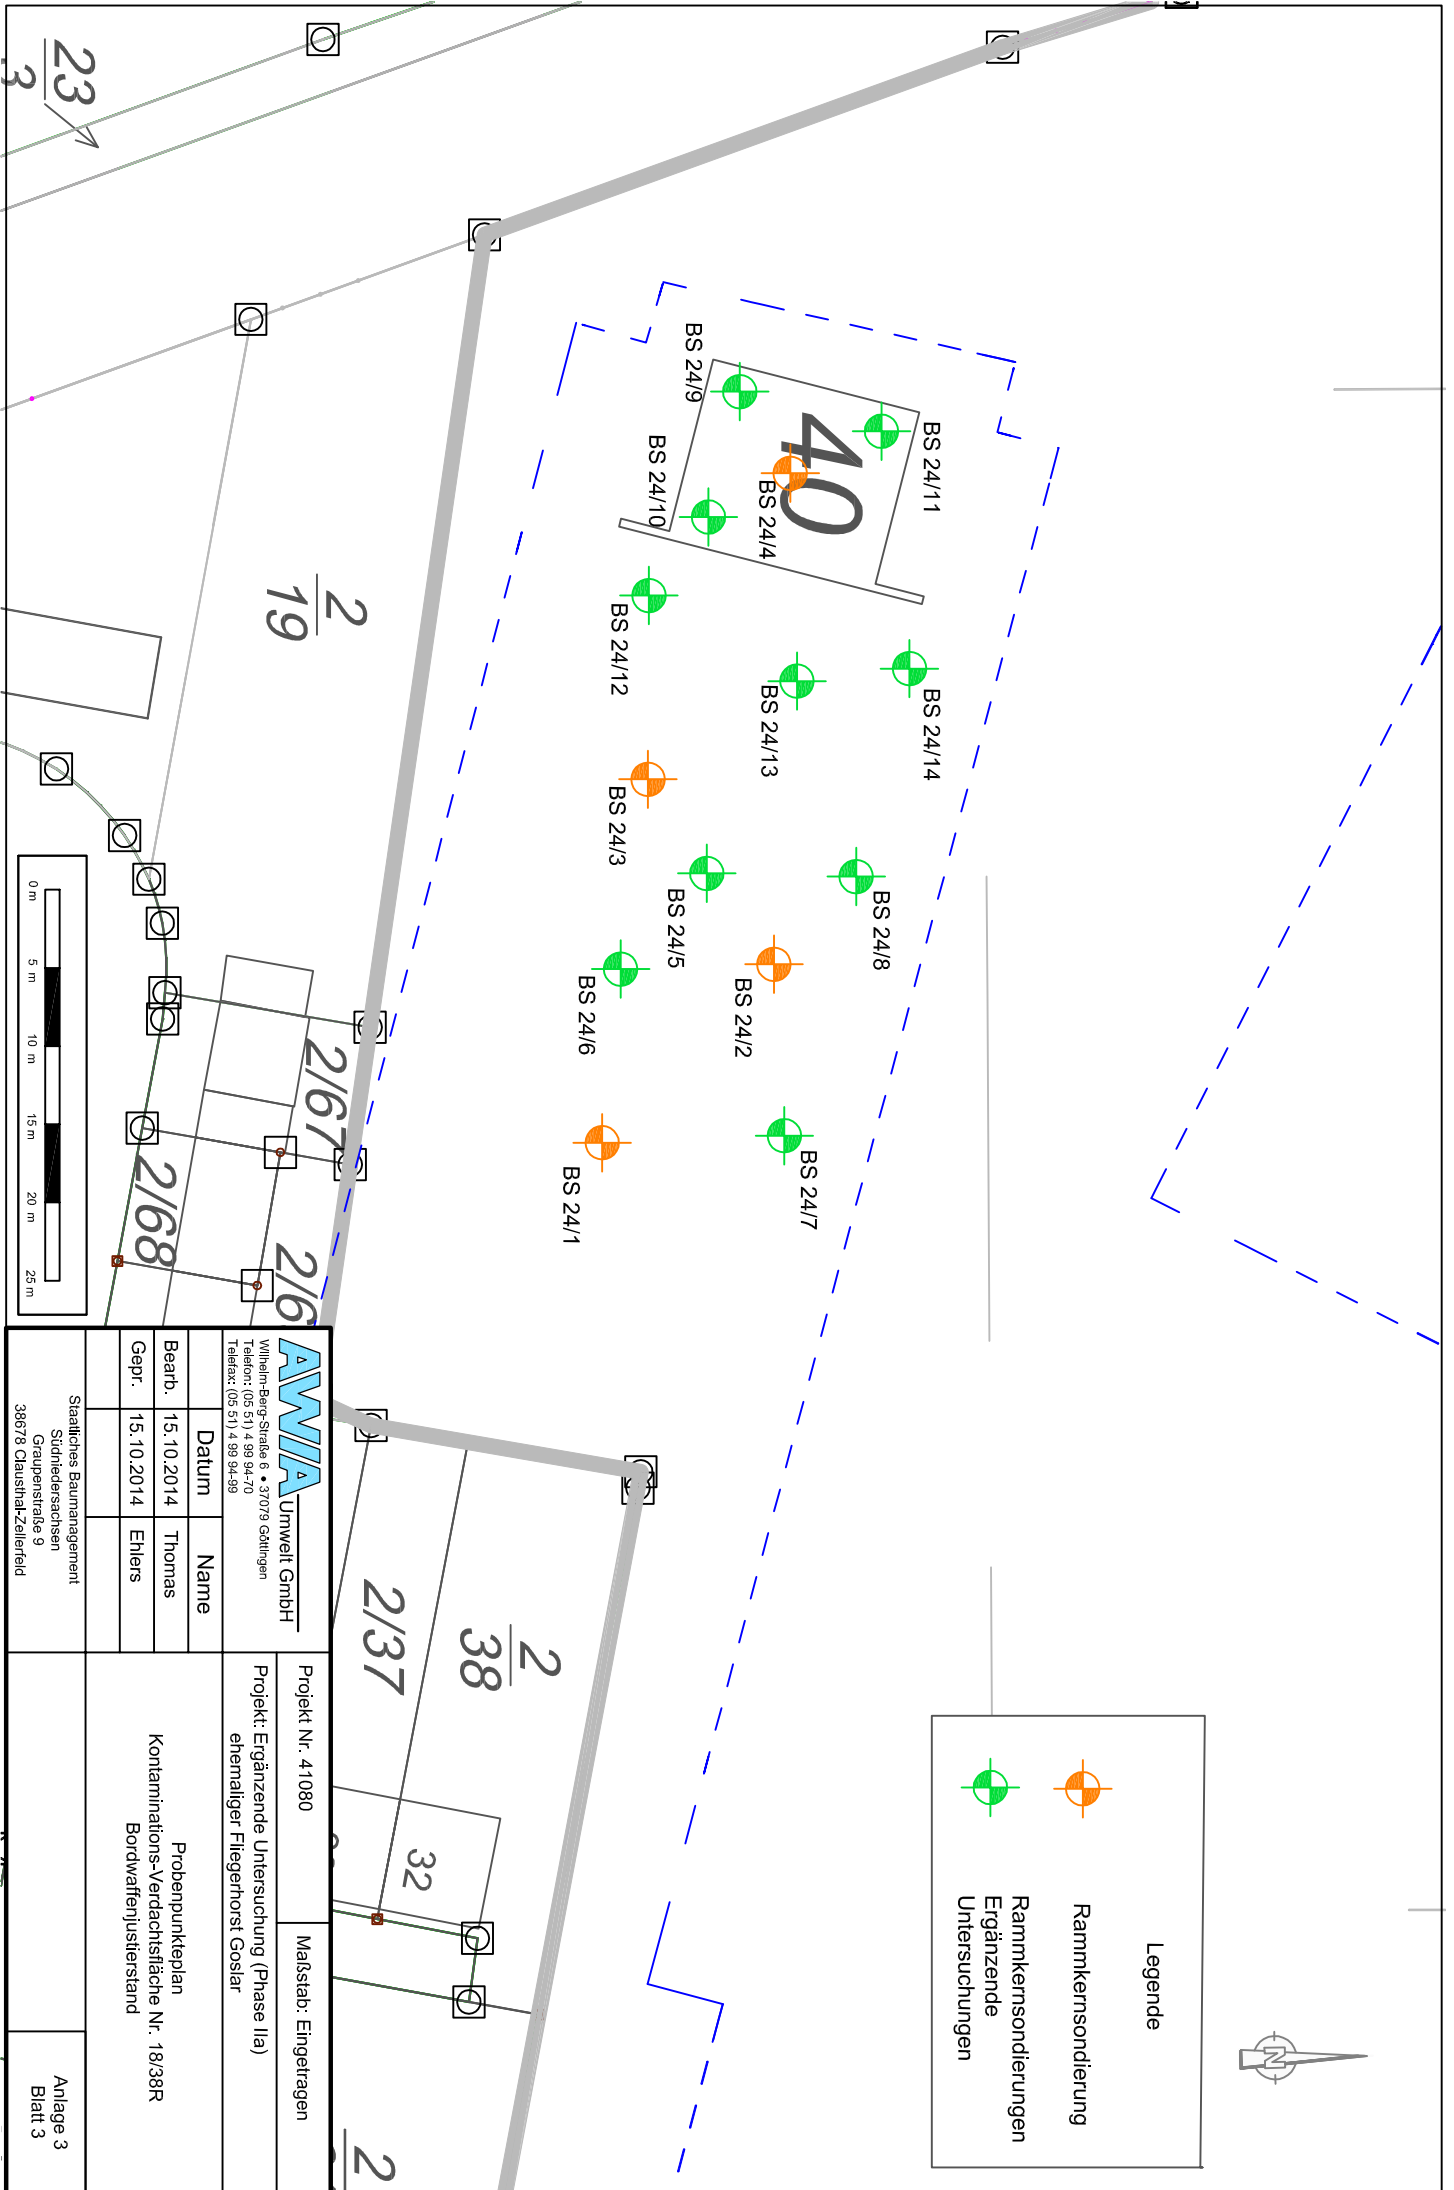 Legende
Rammkernsondierung
Rammkernsondierungen
Ergänzende
Untersuchungen
N
BS 24/11
BS 24/9
40
BS 24/4
BS 24/10
BS 24/14
BS 24/13
BS 24/12
BS 24/3
BS 24/8
BS 24/5
BS 24/2
BS 24/6
BS 24/7
BS 24/1
23
3
2
19
2/67
2/68
2/6
2
38
2/37
32
2
0 m
5 m
10 m
15 m
20 m
25 m
AWIA Umwelt GmbH
Wilhelm-Berg-Straße 6 • 37079 Göttingen
Telefon: (05 51) 4 99 94-70
Telefax: (05 51) 4 99 94-99
Datum Name
Bearb. 15.10.2014 Thomas
Gepr. 15.10.2014 Ehlers
Staatliches Baumanagement
Südniedersachsen
Graupenstraße 9
38678 Clausthal-Zellerfeld
Projekt Nr. 41080
Maßstab: Eingetragen
Projekt: Ergänzende Untersuchung (Phase IIa)
ehemaliger Fliegerhorst Goslar
Probenpunkteplan
Kontaminations-Verdachtsfläche Nr. 18/38R
Bordwaffenjustierstand
Anlage 3
Blatt 3